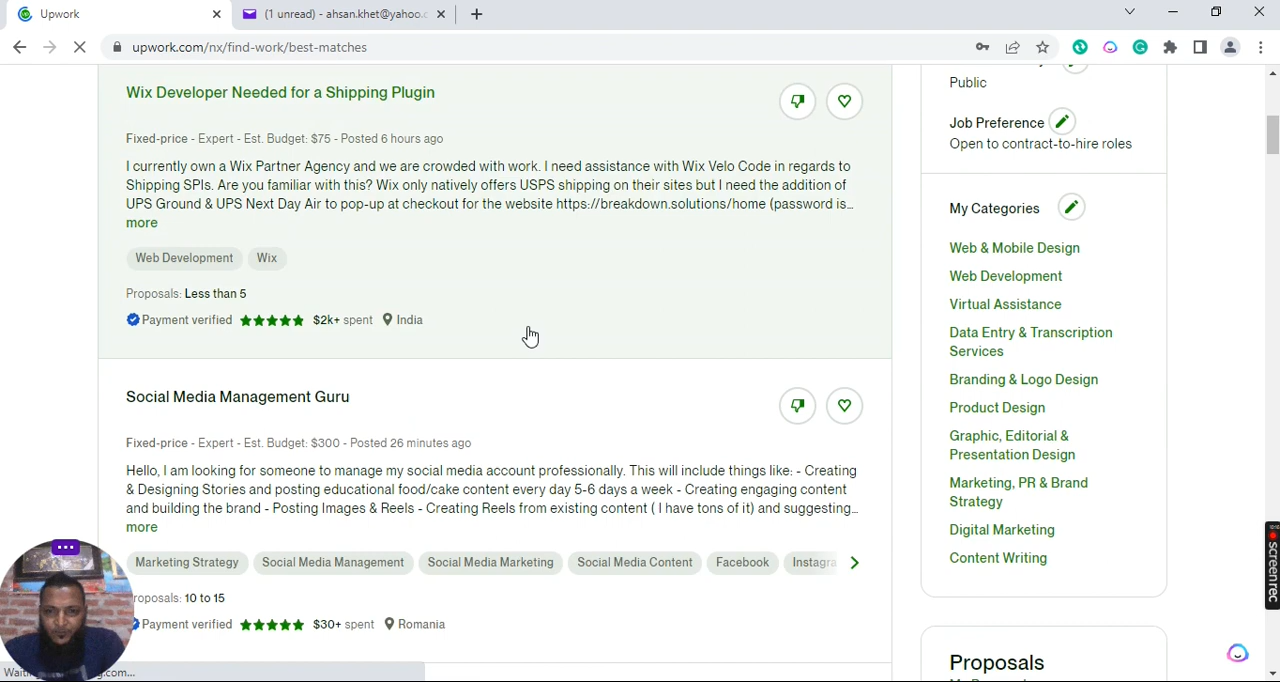 Upwork
(1 unread) - ahsan.khet@yahoo.c
upwork.com/nx/find-work/best-matches
Wix Developer Needed for a Shipping Plugin
Fixed-price - Expert - Est. Budget: $75 - Posted 6 hours ago
I currently own a Wix Partner Agency and we are crowded with work. I need assistance with Wix Velo Code in regards to
Shipping SPIs. Are you familiar with this? Wix only natively offers USPS shipping on their sites but I need the addition of
UPS Ground & UPS Next Day Air to pop-up at checkout for the website https://breakdown.solutions/home (password is...
more
Web Development Wix
Proposals: Less than 5
Payment verified $2k+ spent India
Social Media Management Guru
Fixed-price - Expert - Est. Budget: $300 - Posted 26 minutes ago
Hello, I am looking for someone to manage my social media account professionally. This will include things like: - Creating
& Designing Stories and posting educational food/cake content every day 5-6 days a week - Creating engaging content
and building the brand - Posting Images & Reels - Creating Reels from existing content ( I have tons of it) and suggesting...
more
Marketing Strategy Social Media Management Social Media Marketing Social Media Content Facebook Instagra
roposals: 10 to 15
Payment verified $30+ spent Romania
Public
Job Preference
Open to contract-to-hire roles
My Categories
Web & Mobile Design
Web Development
Virtual Assistance
Data Entry & Transcription
Services
Branding & Logo Design
Product Design
Graphic, Editorial &
Presentation Design
Marketing, PR & Brand
Strategy
Digital Marketing
Content Writing
Proposals
screenrec